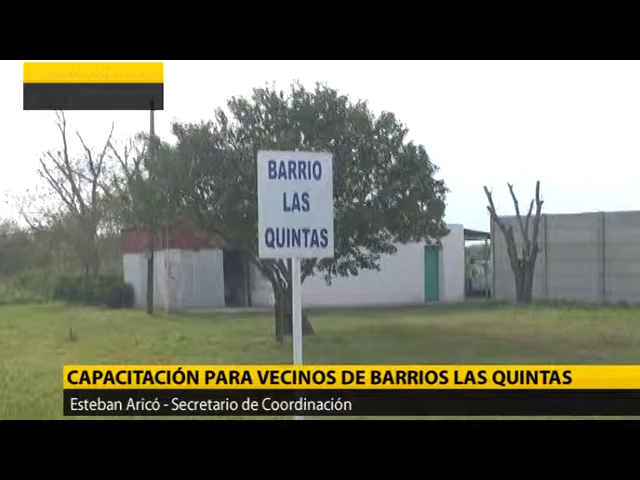 BARRIO
LAS
QUINTAS
CAPACITACIÓN PARA VECINOS DE BARRIOS LAS QUINTAS
Esteban Aricó - Secretario de Coordinación